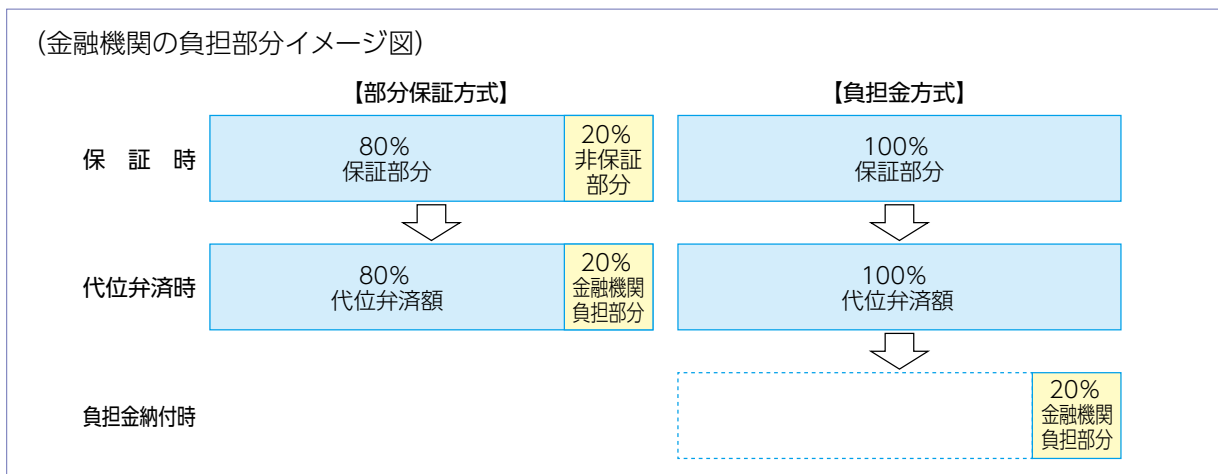 （金融機関の負担部分イメージ図）
【部分保証方式】
【負担金方式】
保証時
80%
保証部分
20%
非保証
部分
100%
保証部分
代位弁済時
80%
代位弁済額
20%
金融機関
負担部分
100%
代位弁済額
負担金納付時
20%
金融機関
負担部分